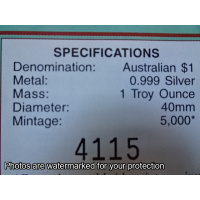 SPECIFICATIONS
Denomination: Australian $1
Metal: 0.999 Silver
Mass: 1 Troy Ounce
Diameter: 40mm
Mintage: 5,000*
4115
Photos are watermarked for your protection